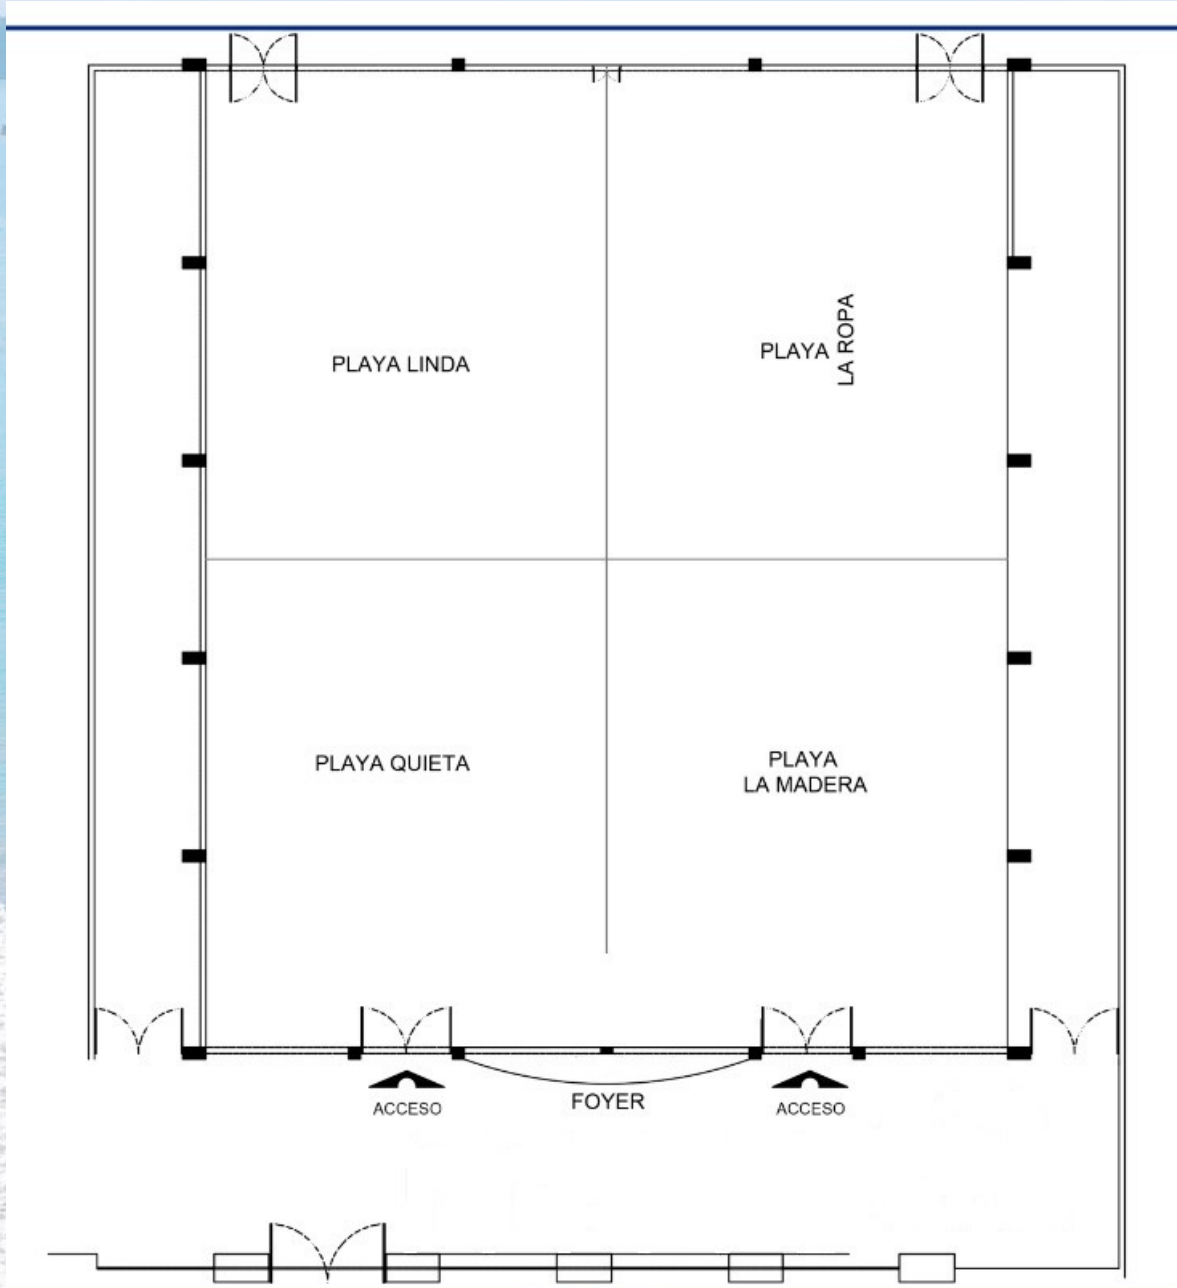 PLAYA LINDA
PLAYA
LA ROPA
PLAYA QUIETA
PLAYA
LA MADERA
ACCESO
FOYER
ACCESO